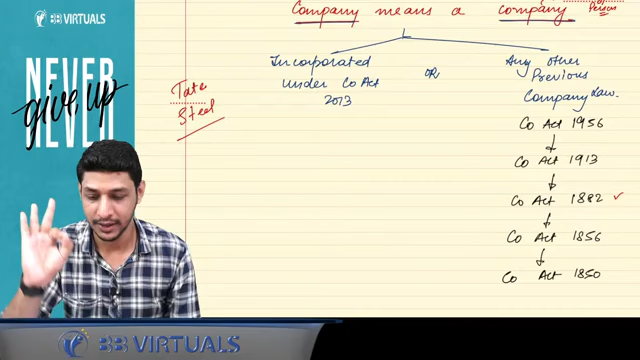 BB VIRTUALS
NEVER
give up
NEVER
Person
Company means a company
Incorporated
under Co Act
2013
OR
Any other
Previous
Company Law.
Tata
Steel
Co Act 1956
Co Act 1913
Co Act 1882
Co Act 1856
Co Act 1850
BB VIRTUALS